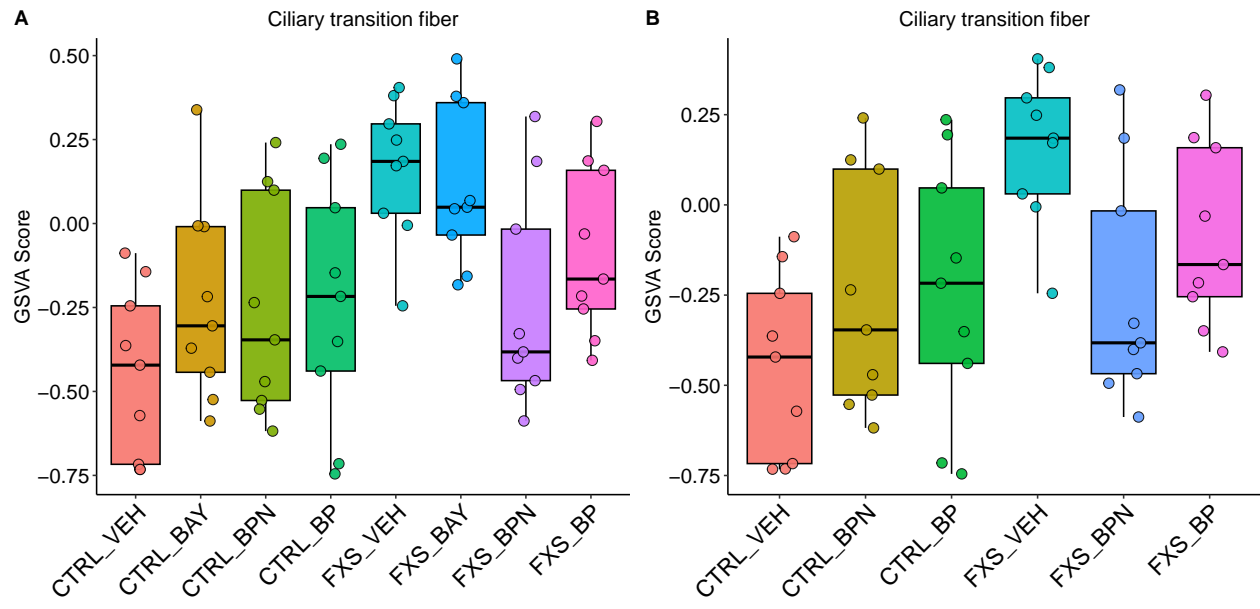 A
Ciliary transition fiber
GSVA Score
0.50
0.25
0.00
−0.25
−0.50
−0.75
CTRL_VEH
CTRL_BAY
CTRL_BPN
CTRL_BP
FXS_VEH
FXS_BAY
FXS_BPN
FXS_BP
B
Ciliary transition fiber
GSVA Score
0.25
0.00
−0.25
−0.50
−0.75
CTRL_VEH
CTRL_BPN
CTRL_BP
FXS_VEH
FXS_BPN
FXS_BP